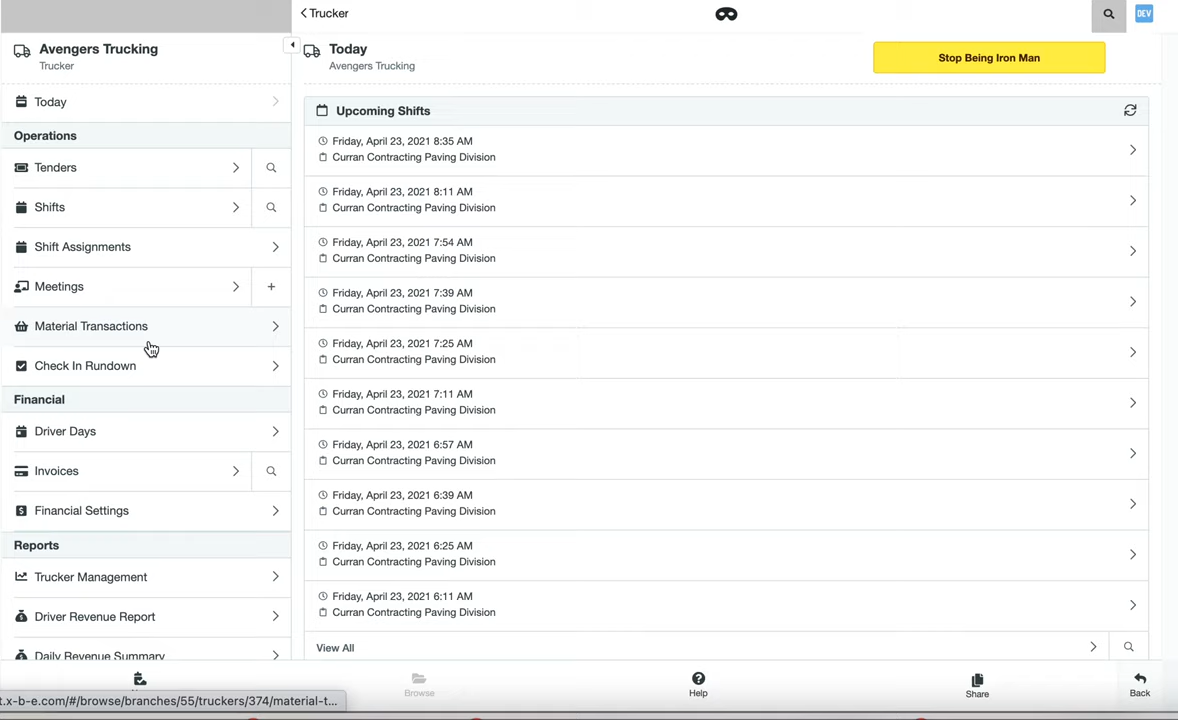 Trucker
DEV
Avengers Trucking
Trucker
Today
Avengers Trucking
Stop Being Iron Man
Today
Operations
Tenders
Shifts
Shift Assignments
Meetings
Material Transactions
Check In Rundown
Financial
Driver Days
Invoices
Financial Settings
Reports
Trucker Management
Driver Revenue Report
Daily Revenue Summary
Upcoming Shifts
Friday, April 23, 2021 8:35 AM
Curran Contracting Paving Division
Friday, April 23, 2021 8:11 AM
Curran Contracting Paving Division
Friday, April 23, 2021 7:54 AM
Curran Contracting Paving Division
Friday, April 23, 2021 7:39 AM
Curran Contracting Paving Division
Friday, April 23, 2021 7:25 AM
Curran Contracting Paving Division
Friday, April 23, 2021 7:11 AM
Curran Contracting Paving Division
Friday, April 23, 2021 6:57 AM
Curran Contracting Paving Division
Friday, April 23, 2021 6:39 AM
Curran Contracting Paving Division
Friday, April 23, 2021 6:25 AM
Curran Contracting Paving Division
Friday, April 23, 2021 6:11 AM
Curran Contracting Paving Division
View All
Browse
Help
Share
Back
t.x-b-e.com/#/browse/branches/55/truckers/374/material-t...